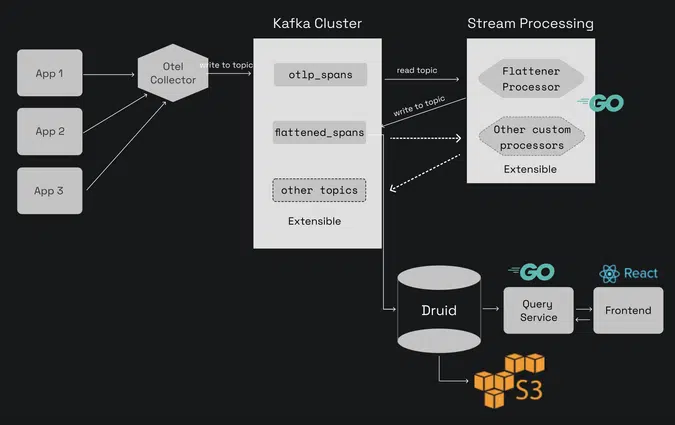 Kafka Cluster
Stream Processing
App 1
App 2
App 3
Otel
Collector
write to topic
otlp_spans
flattened_spans
other topics
Extensible
read topic
write to topic
Flattener
Processor
GO
Other custom
processors
Extensible
Druid
GO
Query
Service
React
Frontend
S3